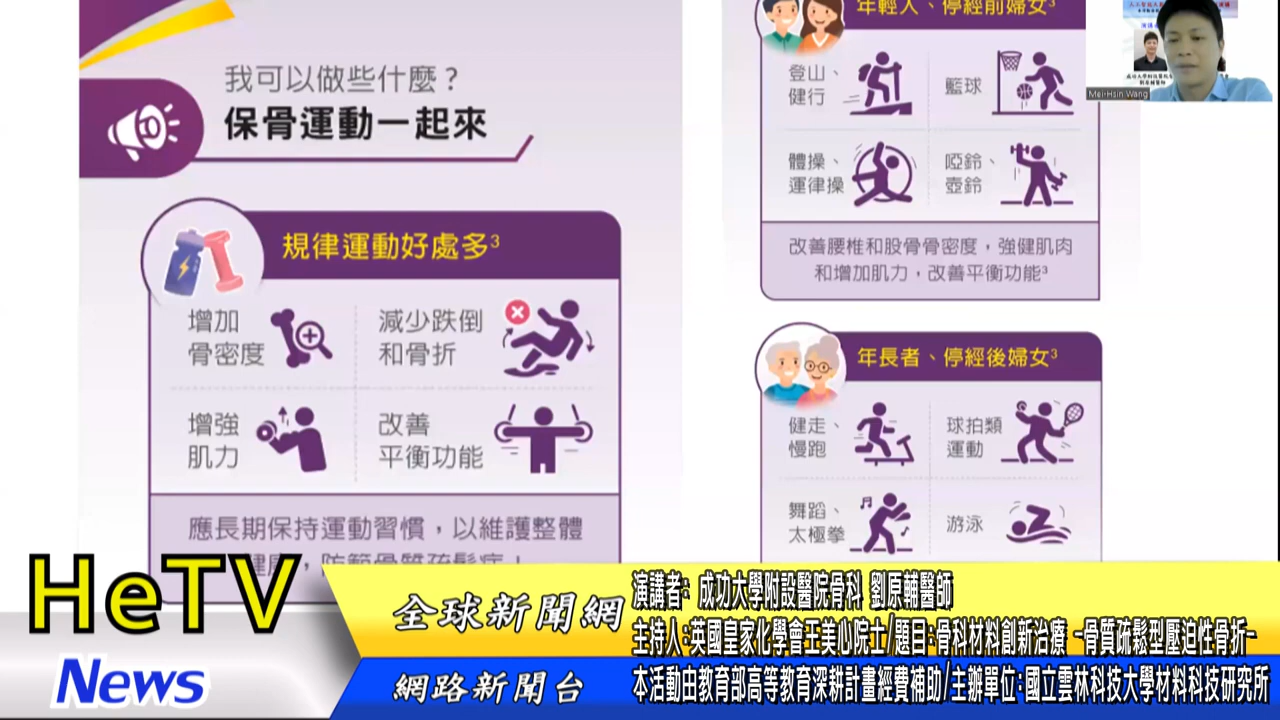 我可以做些什麼？
保骨運動一起來
規律運動好處多3
增加
骨密度
減少跌倒
和骨折
增強
肌力
改善
平衡功能
應長期保持運動習慣，以維護整體
年輕人、停經前婦女3
登山、
健行
籃球
體操、
運律操
啞鈴、
壺鈴
改善腰椎和股骨骨密度，強健肌肉
和增加肌力，改善平衡功能3
年長者、停經後婦女3
健走、
慢跑
球拍類
運動
舞蹈、
太極拳
游泳
Mei-Hsin Wang
HeTV
News
全球新聞網
網路新聞台
演講者: 成功大學附設醫院骨科 劉原輔醫師
主持人:英國皇家化學會王美心院士/題目:骨科材料創新治療 -骨質疏鬆型壓迫性骨折-
本活動由教育部高等教育深耕計畫經費補助/主辦單位:國立雲林科技大學材料科技研究所